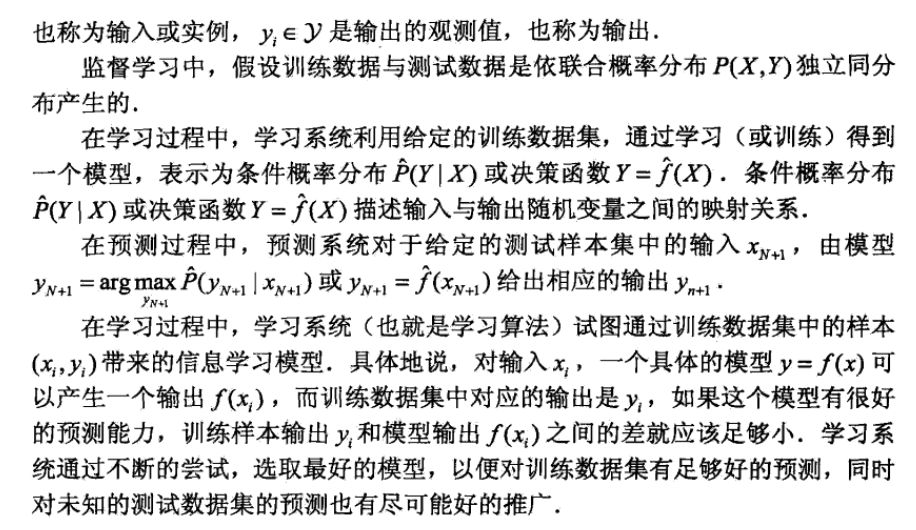 也称为输入或实例，$y_i \in \mathcal{Y}$ 是输出的观测值，也称为输出．
监督学习中，假设训练数据与测试数据是依联合概率分布 $P(X,Y)$ 独立同分
布产生的．
在学习过程中，学习系统利用给定的训练数据集，通过学习（或训练）得到
一个模型，表示为条件概率分布 $\hat{P}(Y|X)$ 或决策函数 $Y=\hat{f}(X)$．条件概率分布
$\hat{P}(Y|X)$ 或决策函数 $Y=\hat{f}(X)$ 描述输入与输出随机变量之间的映射关系．
在预测过程中，预测系统对于给定的测试样本集中的输入 $x_{N+1}$，由模型
$y_{N+1}=\arg\max\limits_{y_{N+1}}\hat{P}(y_{N+1}|x_{N+1})$ 或 $y_{N+1}=\hat{f}(x_{N+1})$ 给出相应的输出 $y_{n+1}$．
在学习过程中，学习系统（也就是学习算法）试图通过训练数据集中的样本
$(x_i,y_i)$ 带来的信息学习模型．具体地说，对输入 $x_i$，一个具体的模型 $y=f(x)$ 可
以产生一个输出 $f(x_i)$，而训练数据集中对应的输出是 $y_i$，如果这个模型有很好
的预测能力，训练样本输出 $y_i$ 和模型输出 $f(x_i)$ 之间的差就应该足够小．学习系
统通过不断的尝试，选取最好的模型，以便对训练数据集有足够好的预测，同时
对未知的测试数据集的预测也有尽可能好的推广．